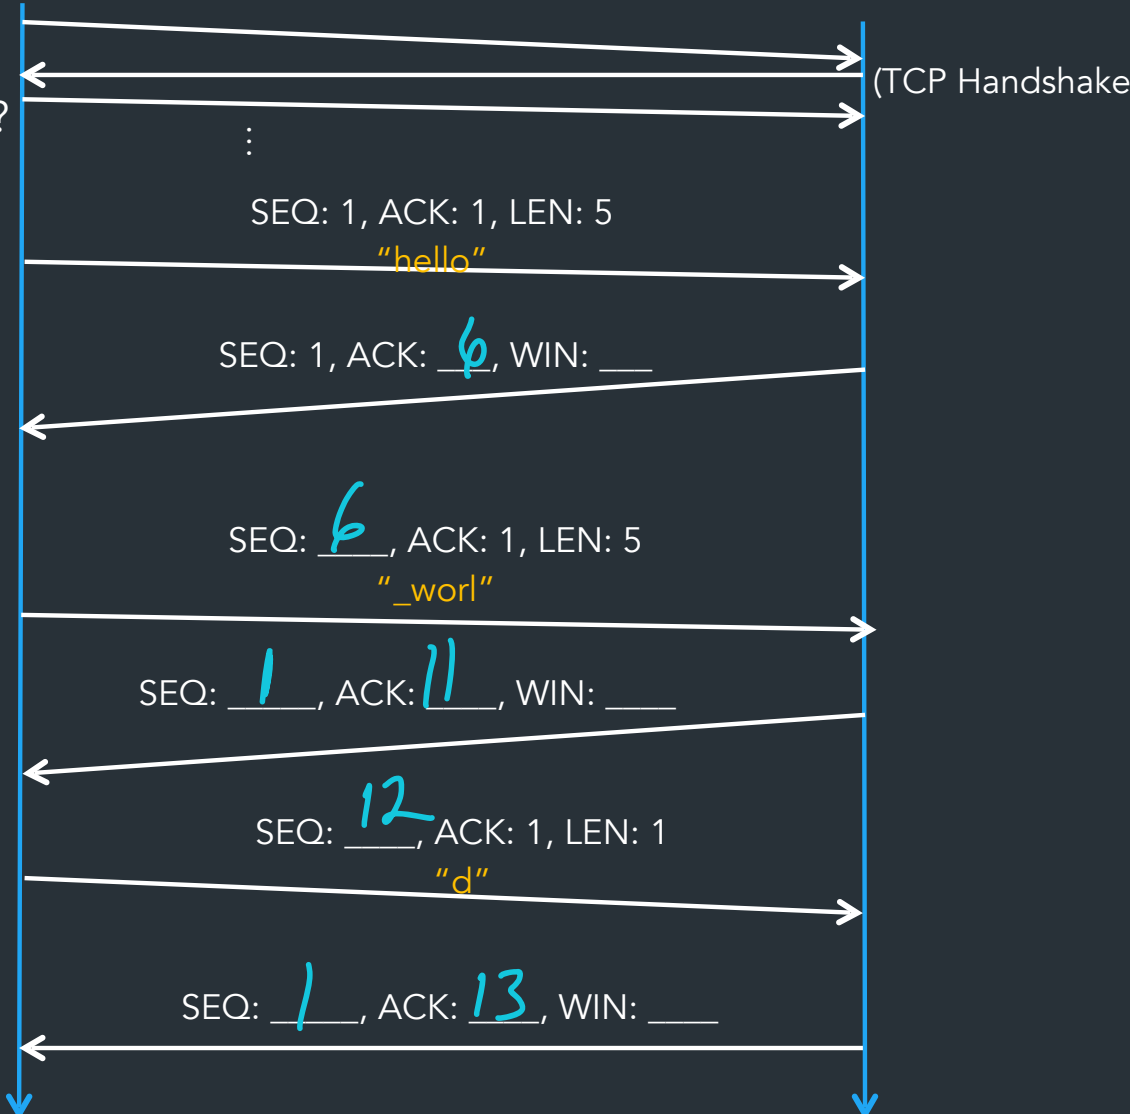 (TCP Handshake
?
⋮
SEQ: 1, ACK: 1, LEN: 5
“hello”
SEQ: 1, ACK: 6, WIN: ___
SEQ: 6, ACK: 1, LEN: 5
“_worl”
SEQ: 1, ACK: 11, WIN: ____
SEQ: 12, ACK: 1, LEN: 1
“d”
SEQ: 1, ACK: 13, WIN: ____